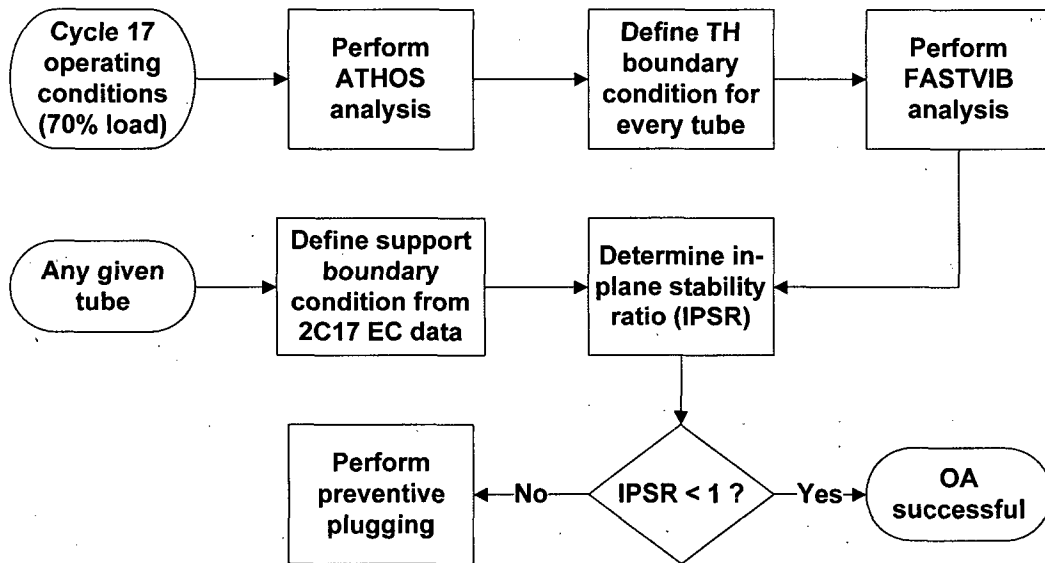 Cycle 17
operating
conditions
(70% load)
Perform
ATHOS
analysis
Define TH
boundary
condition for
every tube
Perform
FASTVIB
analysis
Any given
tube
Define support
boundary
condition from
2C17 EC data
Determine in-
plane stability
ratio (IPSR)
Perform
preventive
plugging
No
IPSR < 1 ?
Yes
OA
successful